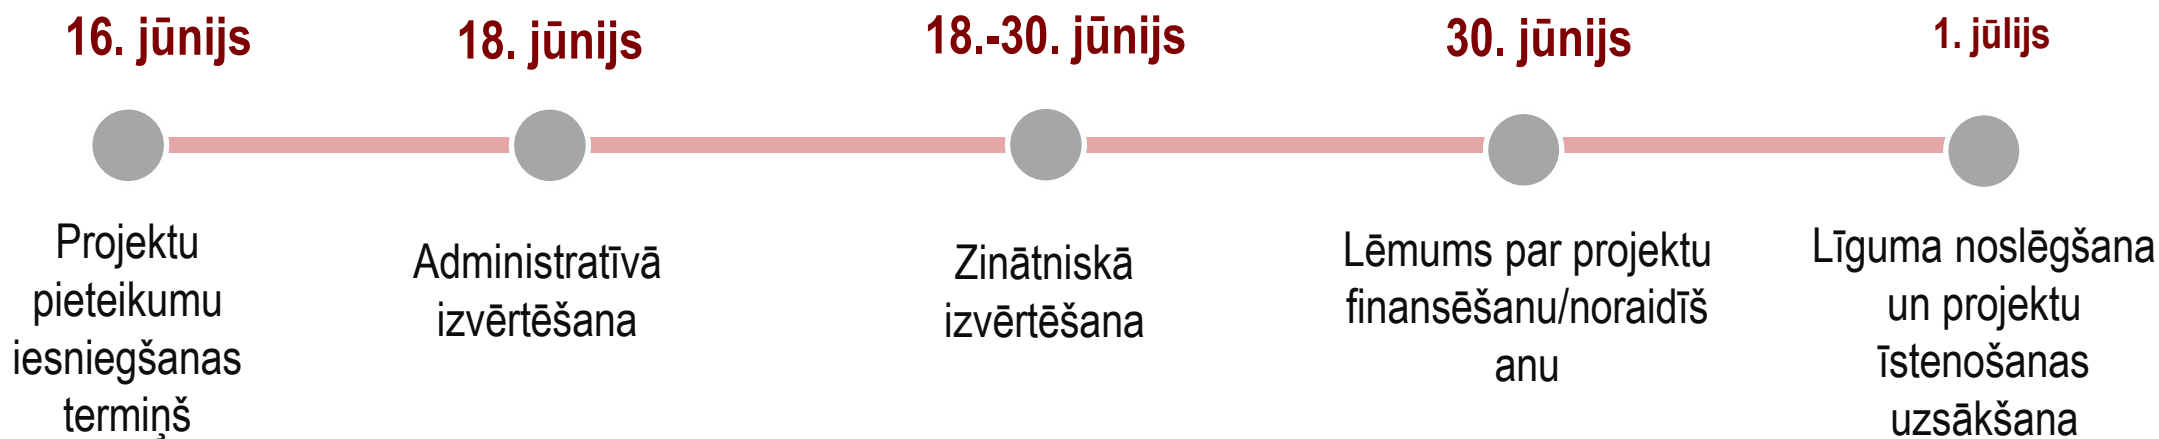 16. jūnijs
18. jūnijs
18.-30. jūnijs
30. jūnijs
1. jūlijs
Projektu
pieteikumu
iesniegšanas
termiņš
Administratīvā
izvērtēšana
Zinātniskā
izvērtēšana
Lēmums par projektu
finansēšanu/noraidīš
anu
Līguma noslēgšana
un projektu
īstenošanas
uzsākšana